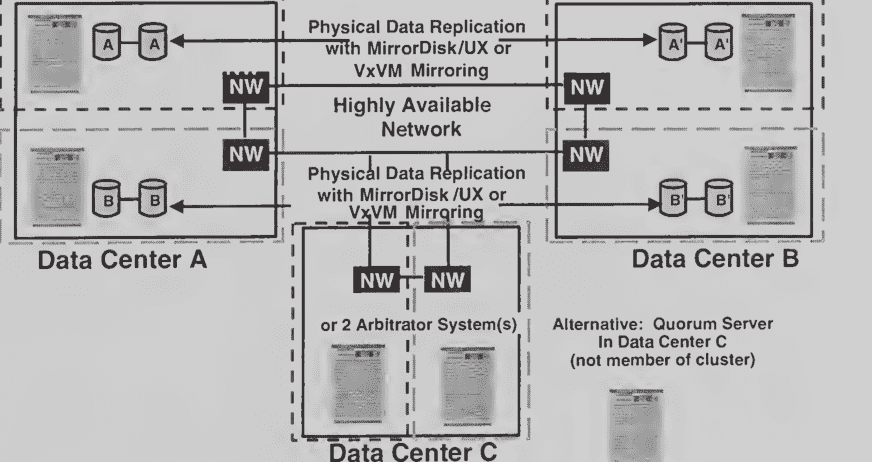 Physical Data Replication
with MirrorDisk/UX or
VxVM Mirroring
A A
A' A'
NW NW
Highly Available
Network
NW NW
Physical Data Replication
with MirrorDisk /UX or
VxVM Mirroring
B B
B' B'
Data Center A
Data Center B
NW NW
or 2 Arbitrator System(s)
Alternative: Quorum Server
In Data Center C
(not member of cluster)
Data Center C